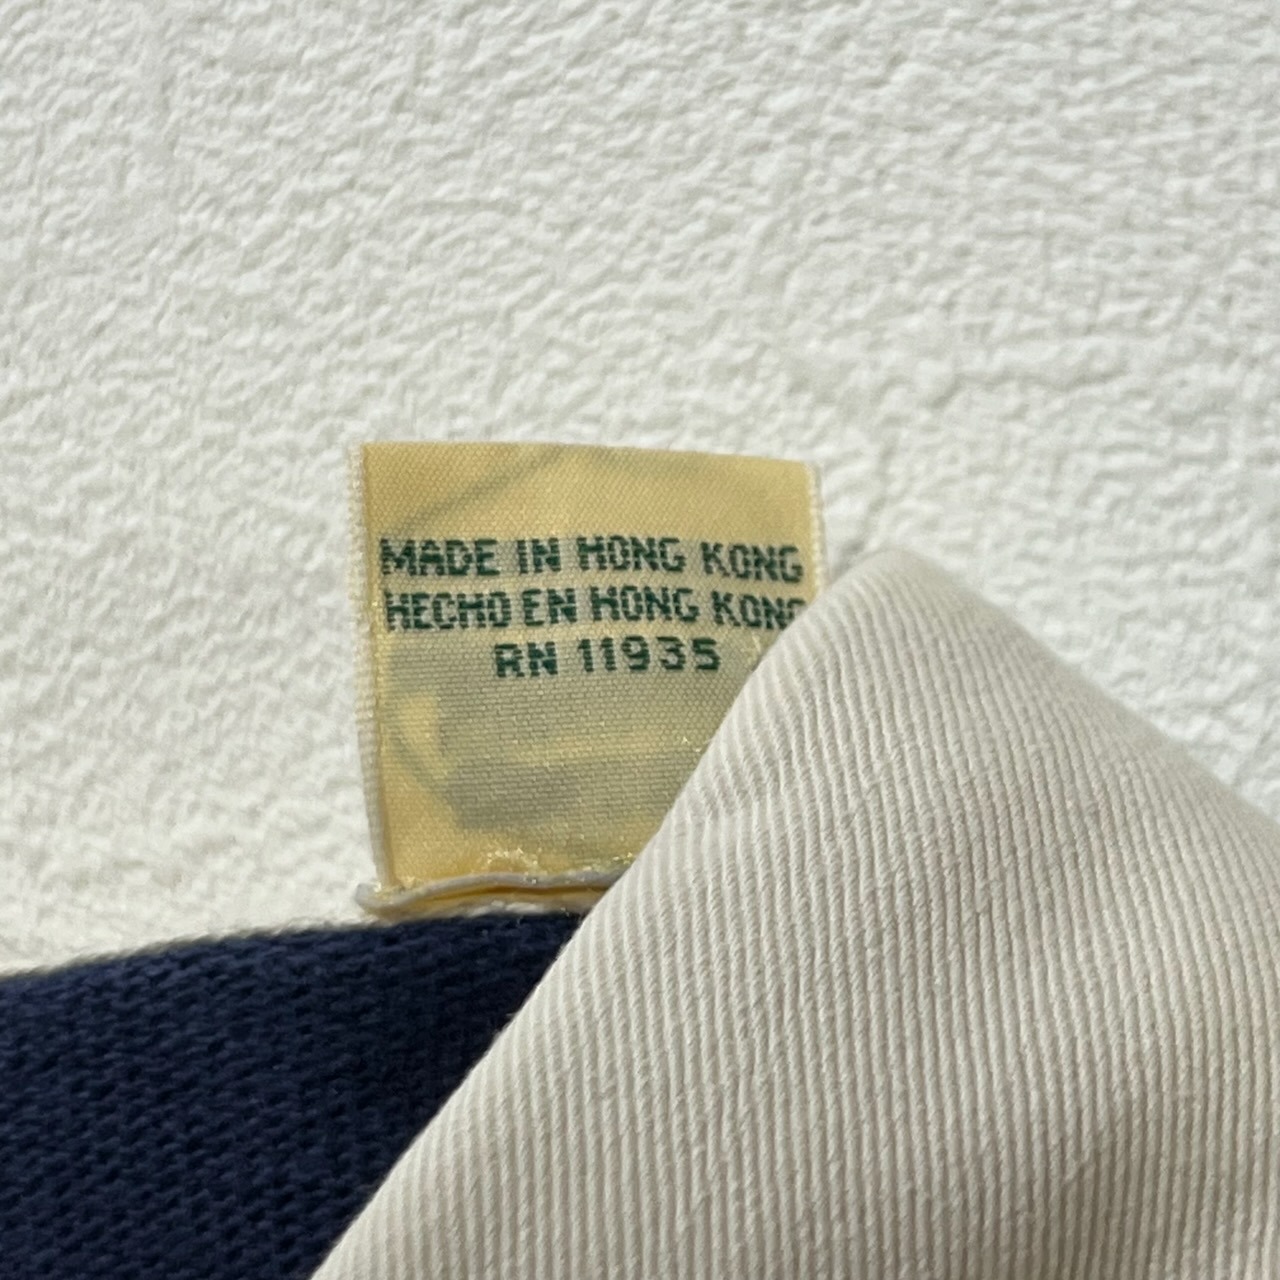 MADE IN HONG KONG
HECHO EN HONG KONG
RN 11935